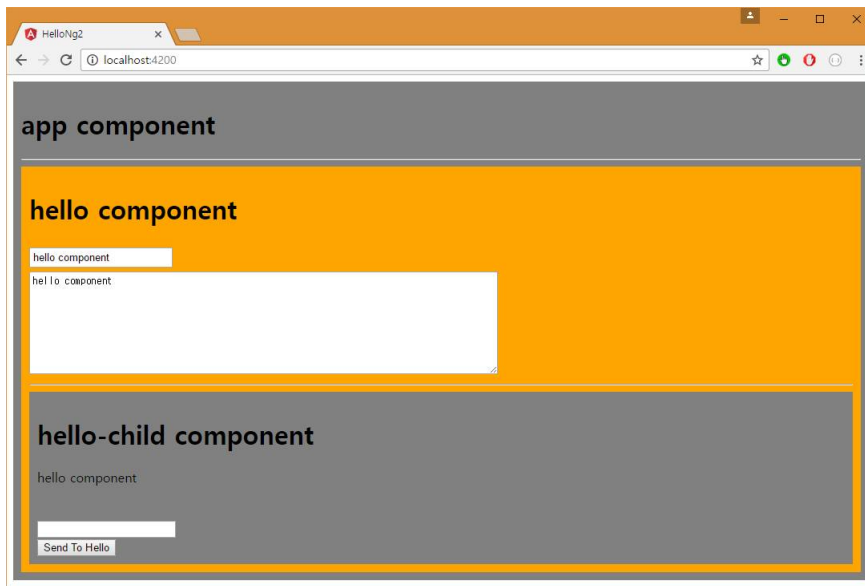 HelloNg2
localhost:4200
app component
hello component
hello component
hello component
hello-child component
hello component
Send To Hello